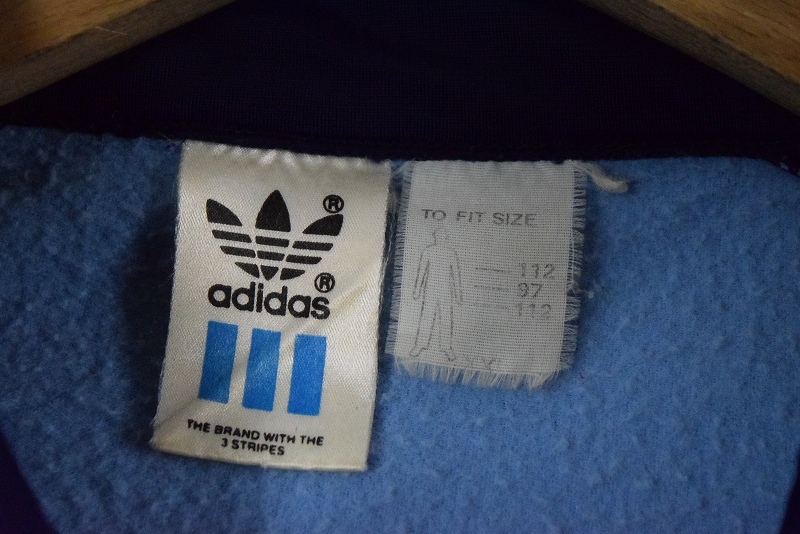 ®
adidas ®
THE BRAND WITH THE
3 STRIPES
TO FIT SIZE
112
97
112